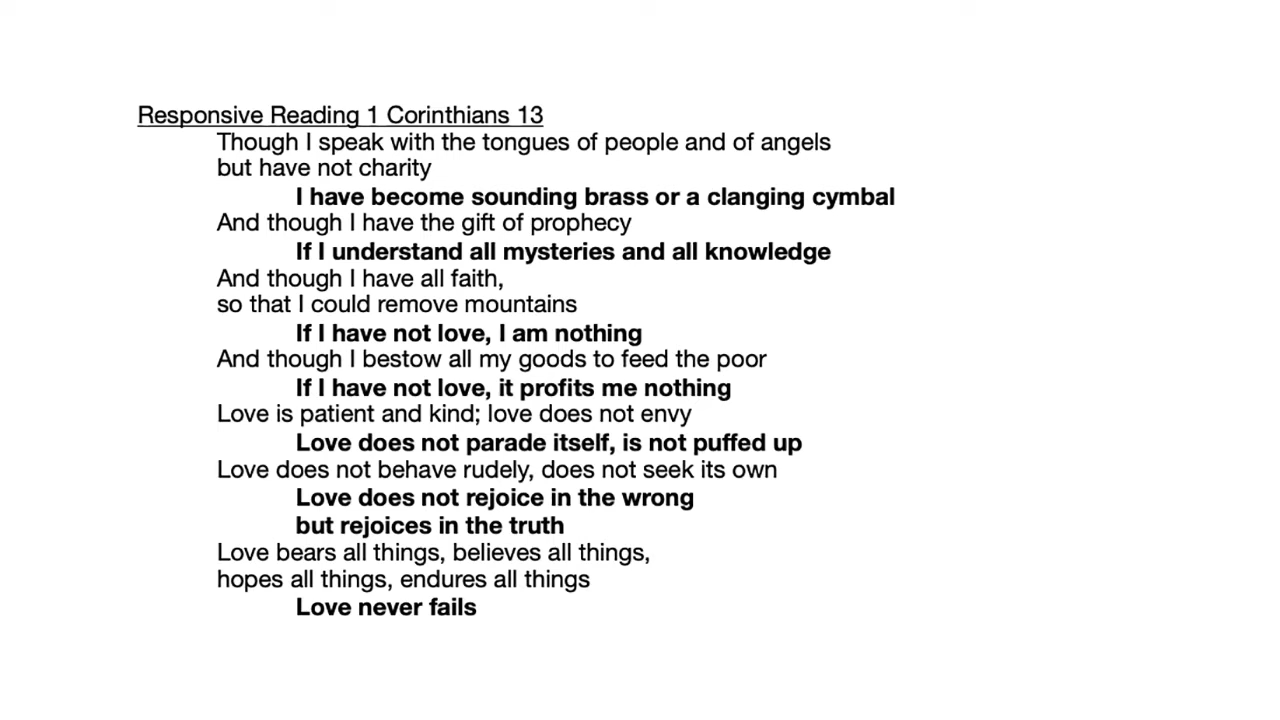 Responsive Reading 1 Corinthians 13
Though I speak with the tongues of people and of angels
but have not charity
I have become sounding brass or a clanging cymbal
And though I have the gift of prophecy
If I understand all mysteries and all knowledge
And though I have all faith,
so that I could remove mountains
If I have not love, I am nothing
And though I bestow all my goods to feed the poor
If I have not love, it profits me nothing
Love is patient and kind; love does not envy
Love does not parade itself, is not puffed up
Love does not behave rudely, does not seek its own
Love does not rejoice in the wrong
but rejoices in the truth
Love bears all things, believes all things,
hopes all things, endures all things
Love never fails